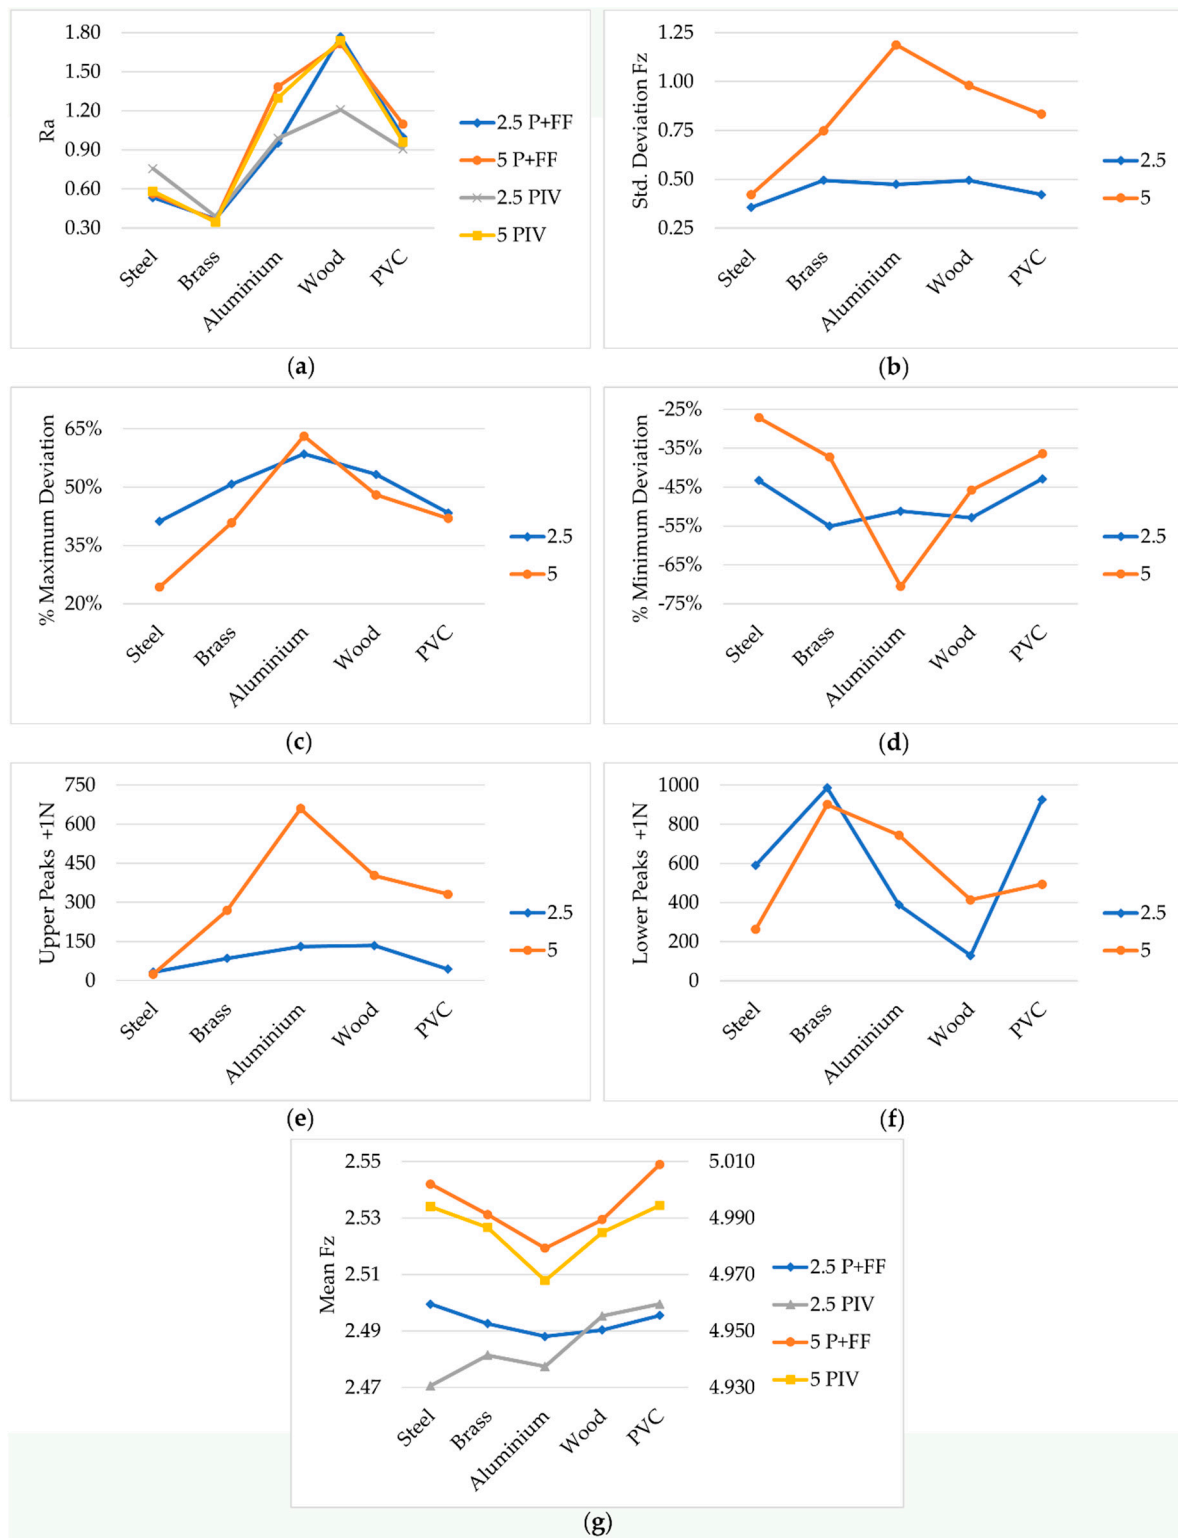 Ra
1.80
1.50
1.20
0.90
0.60
0.30
Steel
Brass
Aluminium
Wood
PVC
2.5 P+FF
5 P+FF
2.5 PIV
5 PIV
(a)
Std. Deviation Fz
1.25
1.00
0.75
0.50
0.25
Steel
Brass
Aluminium
Wood
PVC
2.5
5
(b)
% Maximum Deviation
65%
50%
35%
20%
Steel
Brass
Aluminium
Wood
PVC
2.5
5
(c)
% Minimum Deviation
-25%
-35%
-45%
-55%
-65%
-75%
Steel
Brass
Aluminium
Wood
PVC
2.5
5
(d)
Upper Peaks +1N
750
600
450
300
150
0
Steel
Brass
Aluminium
Wood
PVC
2.5
5
(e)
Lower Peaks +1N
1000
800
600
400
200
0
Steel
Brass
Aluminium
Wood
PVC
2.5
5
(f)
Mean Fz
2.55
2.53
2.51
2.49
2.47
5.010
4.990
4.970
4.950
4.930
Steel
Brass
Aluminium
Wood
PVC
2.5 P+FF
2.5 PIV
5 P+FF
5 PIV
(g)